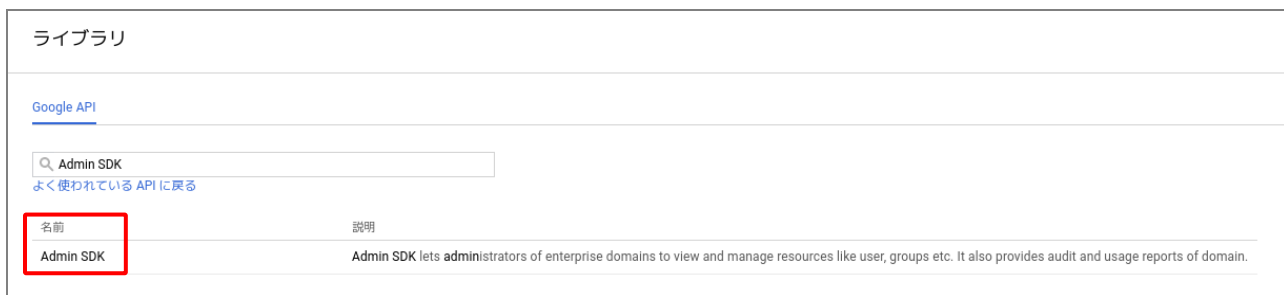 ライブラリ
Google API
Admin SDK
よく使われている API に戻る
名前 説明
Admin SDK Admin SDK lets administrators of enterprise domains to view and manage resources like user, groups etc. It also provides audit and usage reports of domain.